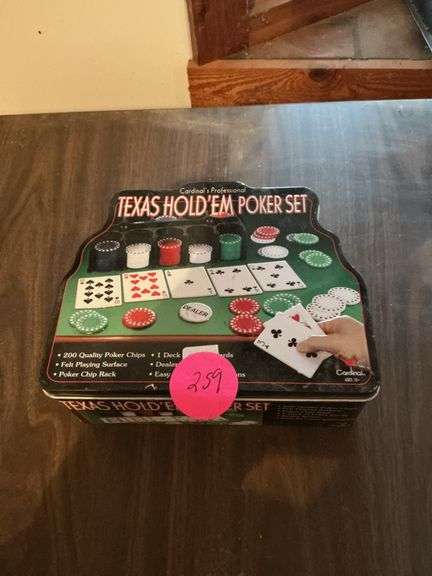 Cardinal's Professional
TEXAS HOLD'EM POKER SET
DEALER
• 200 Quality Poker Chips
• Felt Playing Surface
• Poker Chip Rack
• 1 Deck
Dealer
• Easy
Cardinal
259
TEXAS HOLD'EM POKER SET